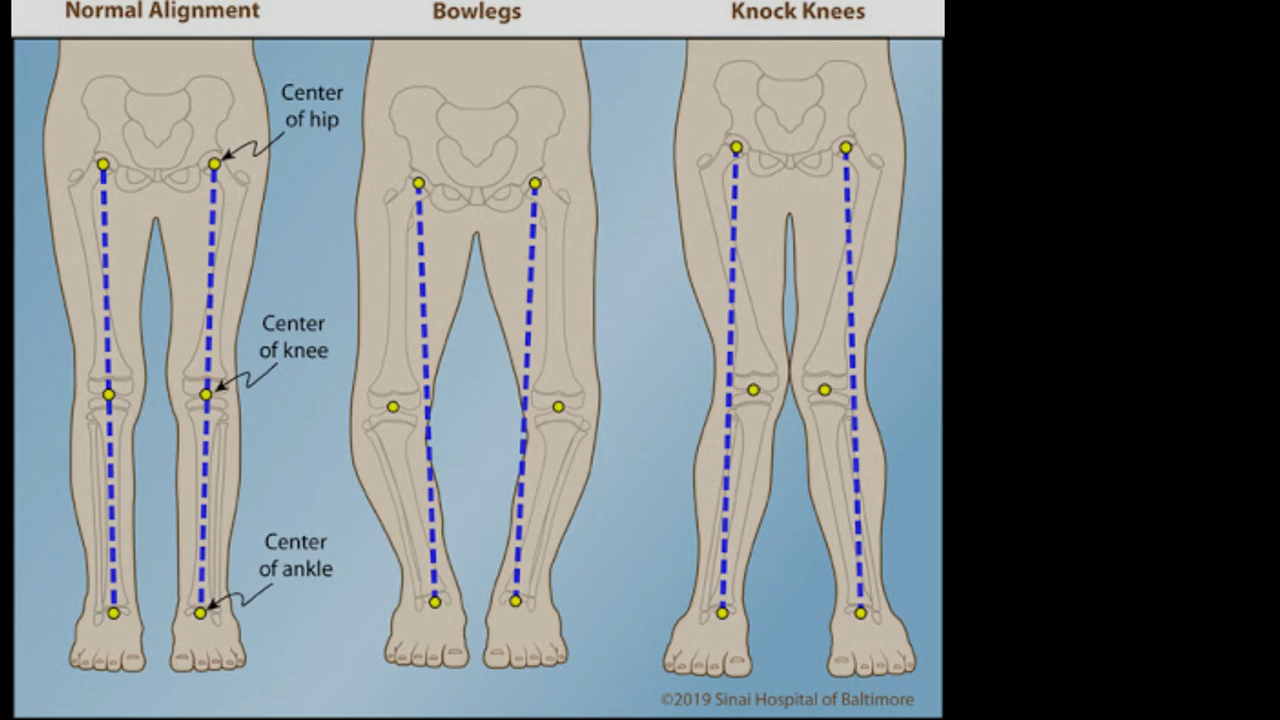 Normal Alignment
Bowlegs
Knock Knees
Center
of hip
Center
of knee
Center
of ankle
©2019 Sinai Hospital of Baltimore